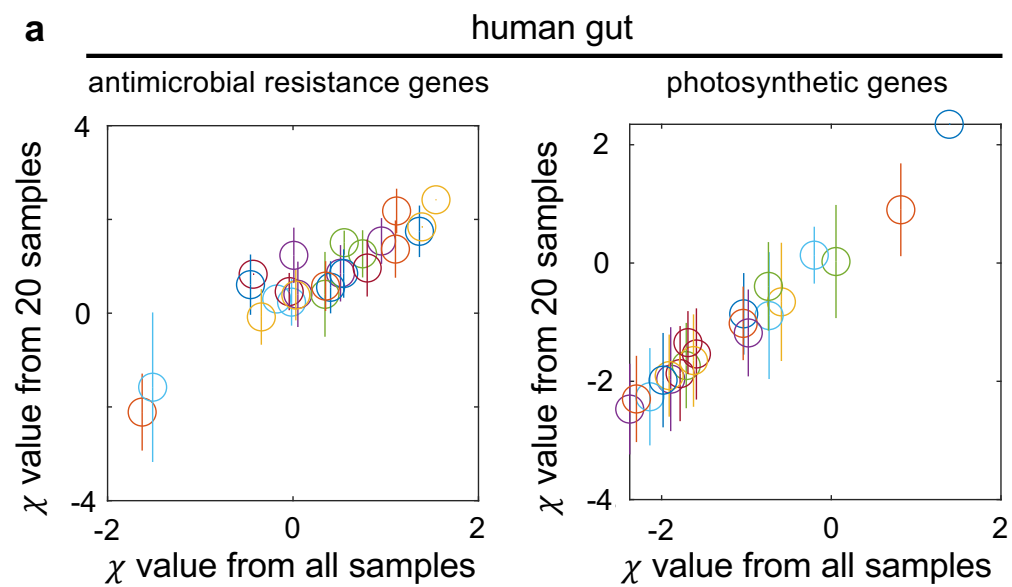 a
human gut
antimicrobial resistance genes
photosynthetic genes
χ value from 20 samples
4
0
-4
-2
0
2
χ value from all samples
χ value from 20 samples
2
0
-2
-4
-2
0
2
χ value from all samples